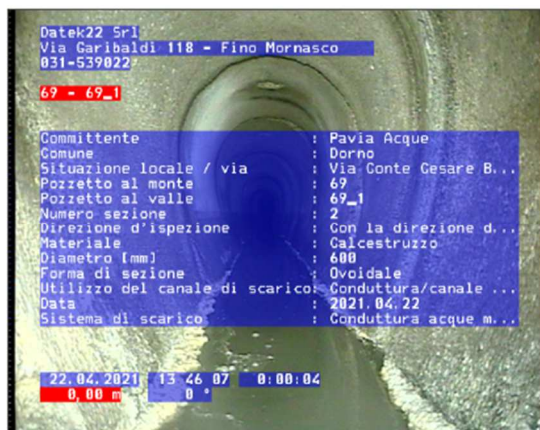 Datek22 Srl
Via Garibaldi 118 - Fino Mornasco
031-539022
69 - 69_1
Committente : Pavia Acque
Comune : Dorno
Situazione locale / via : Via Conte Cesare B...
Pozzetto al monte : 69
Pozzetto al valle : 69_1
Numero sezione : 2
Direzione d'ispezione : Con la direzione d...
Materiale : Calcestruzzo
Diametro [mm] : 600
Forma di sezione : Ovoidale
Utilizzo del canale di scarico: Conduttura/canale ...
Data : 2021.04.22
Sistema di scarico : Conduttura acque m...
22.04.2021 13 46 07 0:00:04
0,00 m 0 °